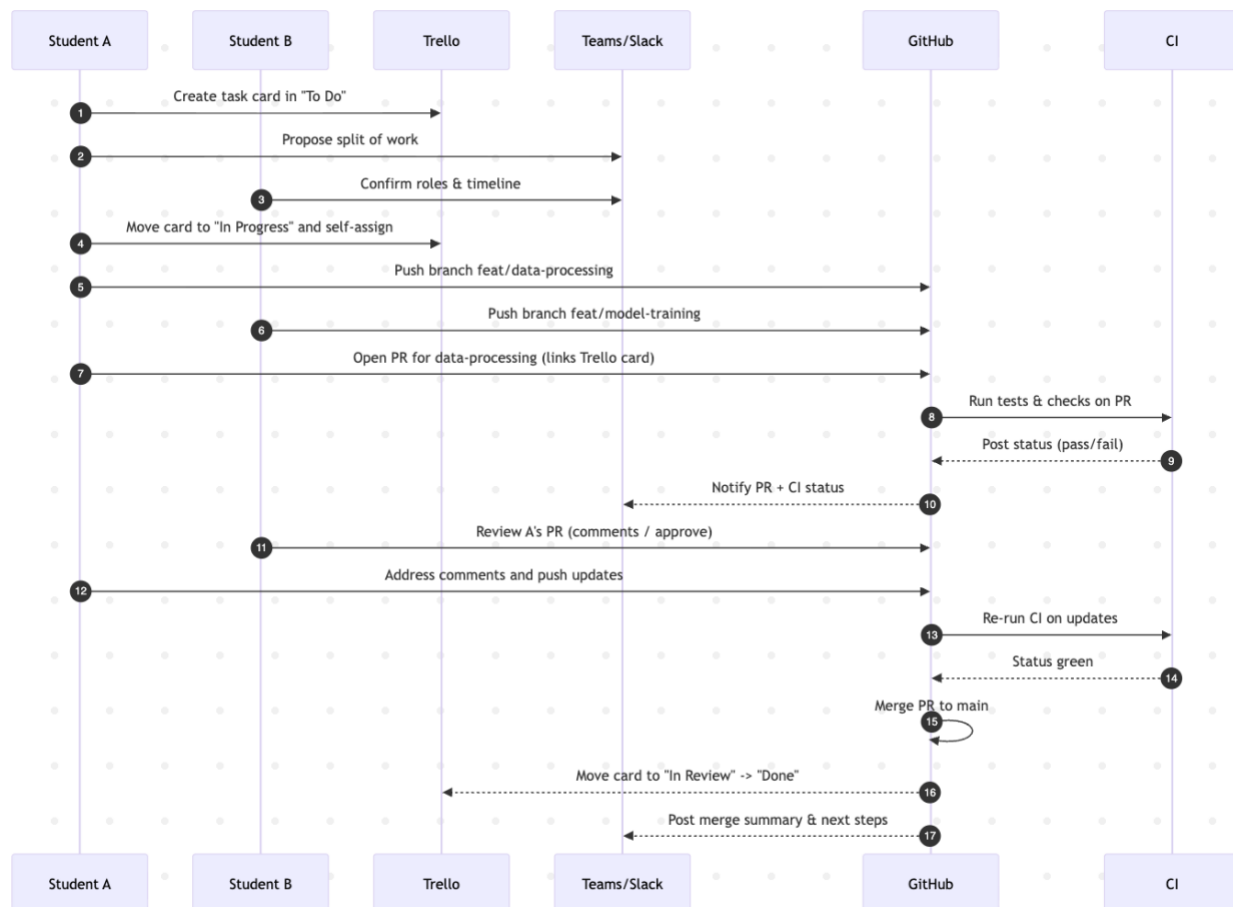 Student A
Student B
Trello
Teams/Slack
GitHub
CI
Create task card in "To Do"
1
Propose split of work
2
Confirm roles & timeline
3
Move card to "In Progress" and self-assign
4
Push branch feat/data-processing
5
Push branch feat/model-training
6
Open PR for data-processing (links Trello card)
7
Run tests & checks on PR
8
Post status (pass/fail)
9
Notify PR + CI status
10
Review A's PR (comments / approve)
11
Address comments and push updates
12
Re-run CI on updates
13
Status green
14
Merge PR to main
15
Move card to "In Review" -> "Done"
16
Post merge summary & next steps
17
Student A
Student B
Trello
Teams/Slack
GitHub
CI